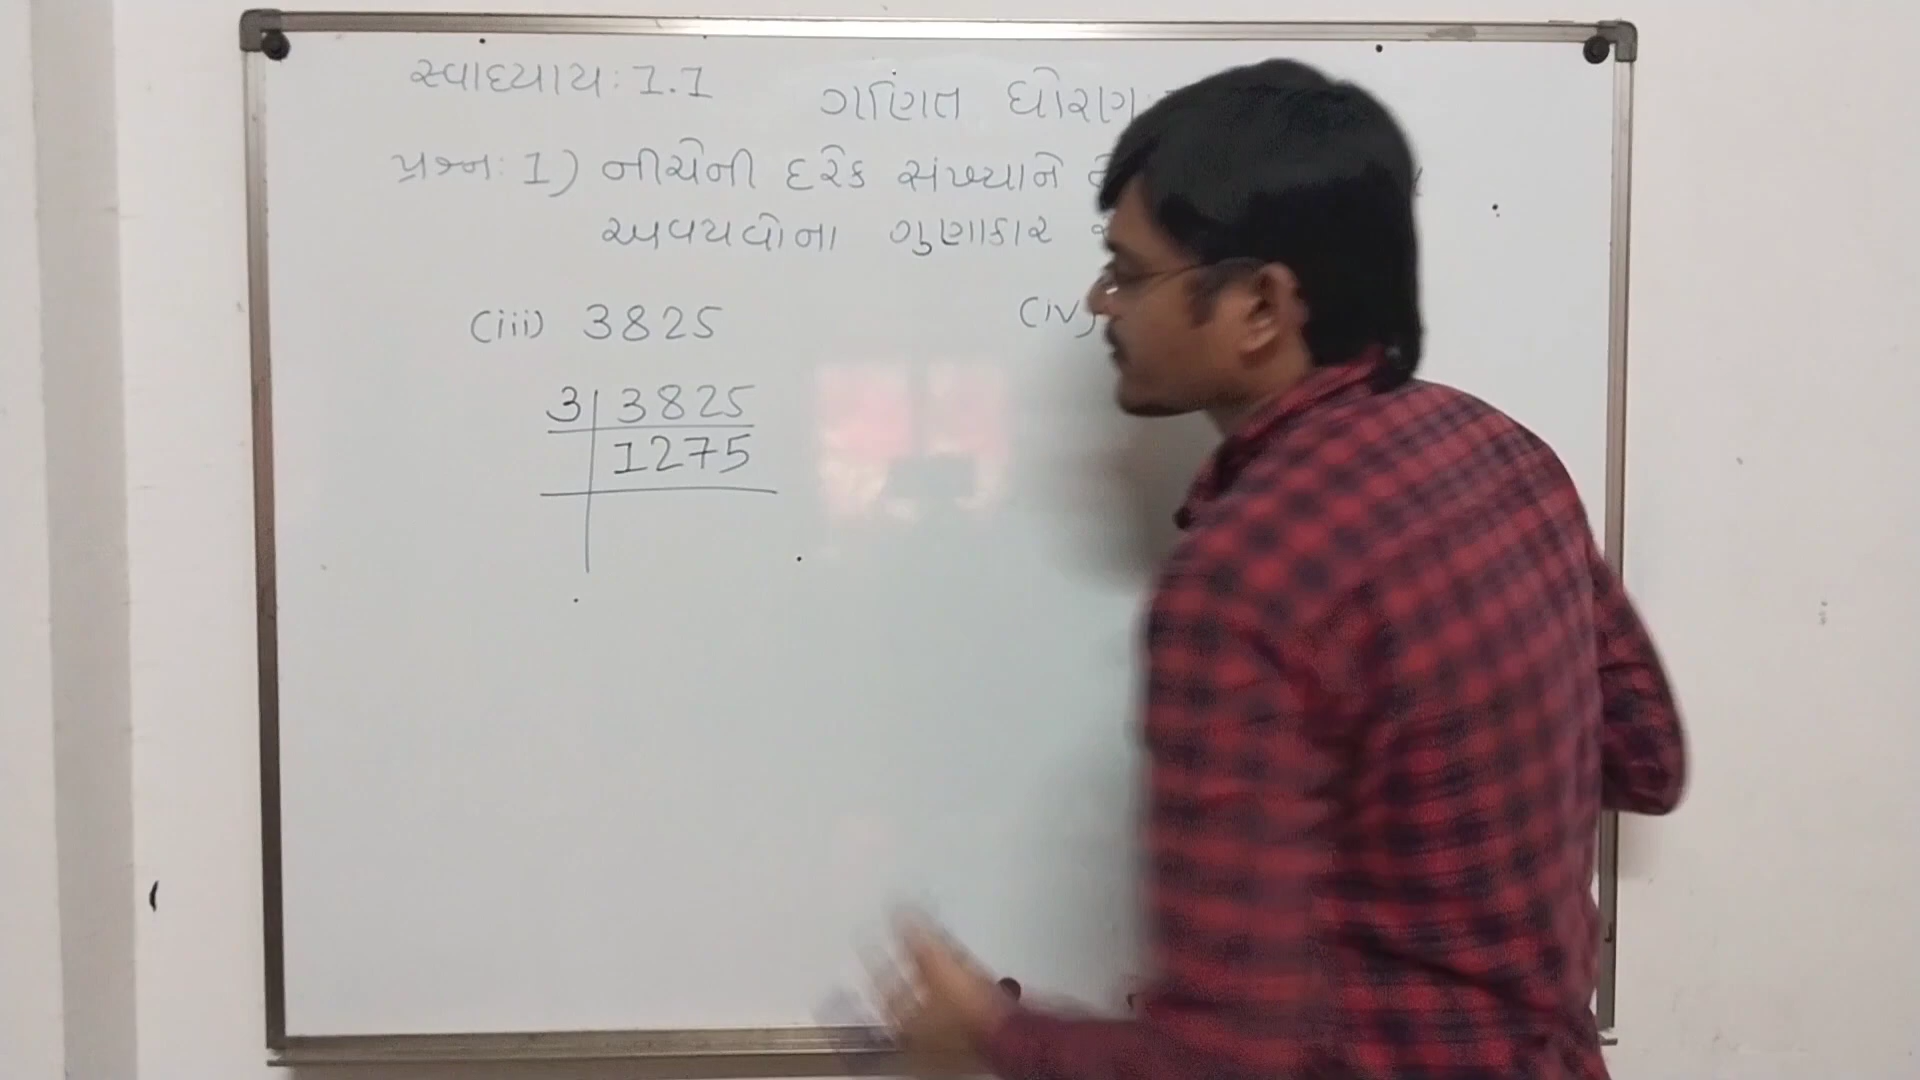 સ્વાધ્યાય: 1.1
ગણિત ધોરણ
પ્રશ્ન: 1) નીચેની દરેક સંખ્યાને
અવયવોના ગુણાકાર
(iii) 3825
(iv)
3 3825
1275